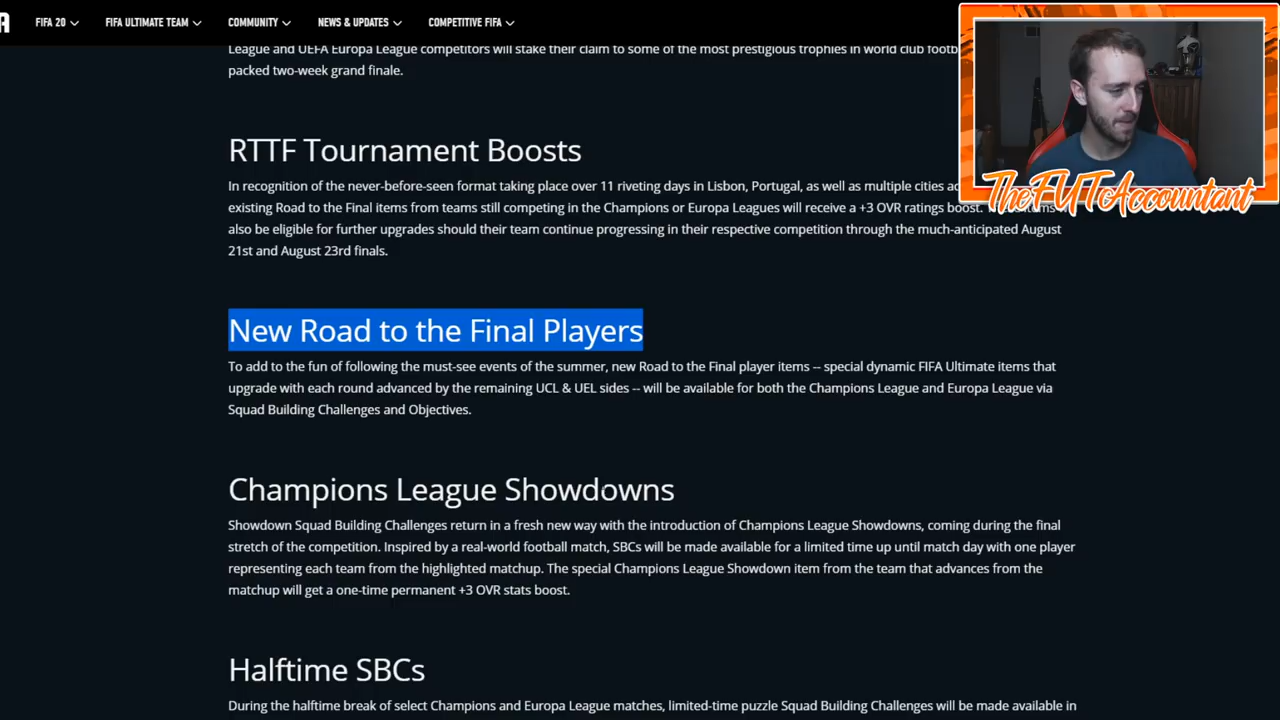 A
FIFA 20
FIFA ULTIMATE TEAM
COMMUNITY
NEWS & UPDATES
COMPETITIVE FIFA
League and UEFA Europa League competitors will stake their claim to some of the most prestigious trophies in world club
packed two-week grand finale.
RTTF Tournament Boosts
In recognition of the never-before-seen format taking place over 11 riveting days in Lisbon, Portugal, as well as multiple cities
existing Road to the Final items from teams still competing in the Champions or Europa Leagues will receive a +3 OVR ratings boost.
also be eligible for further upgrades should their team continue progressing in their respective competition through the much-anticipated August
21st and August 23rd finals.
New Road to the Final Players
To add to the fun of following the must-see events of the summer, new Road to the Final player items -- special dynamic FIFA Ultimate items that
upgrade with each round advanced by the remaining UCL & UEL sides -- will be available for both the Champions League and Europa League via
Squad Building Challenges and Objectives.
Champions League Showdowns
Showdown Squad Building Challenges return in a fresh new way with the introduction of Champions League Showdowns, coming during the final
stretch of the competition. Inspired by a real-world football match, SBCs will be made available for a limited time up until match day with one player
representing each team from the highlighted matchup. The special Champions League Showdown item from the team that advances from the
matchup will get a one-time permanent +3 OVR stats boost.
Halftime SBCs
During the halftime break of select Champions and Europa League matches, limited-time puzzle Squad Building Challenges will be made available in
TheFUTAccountant